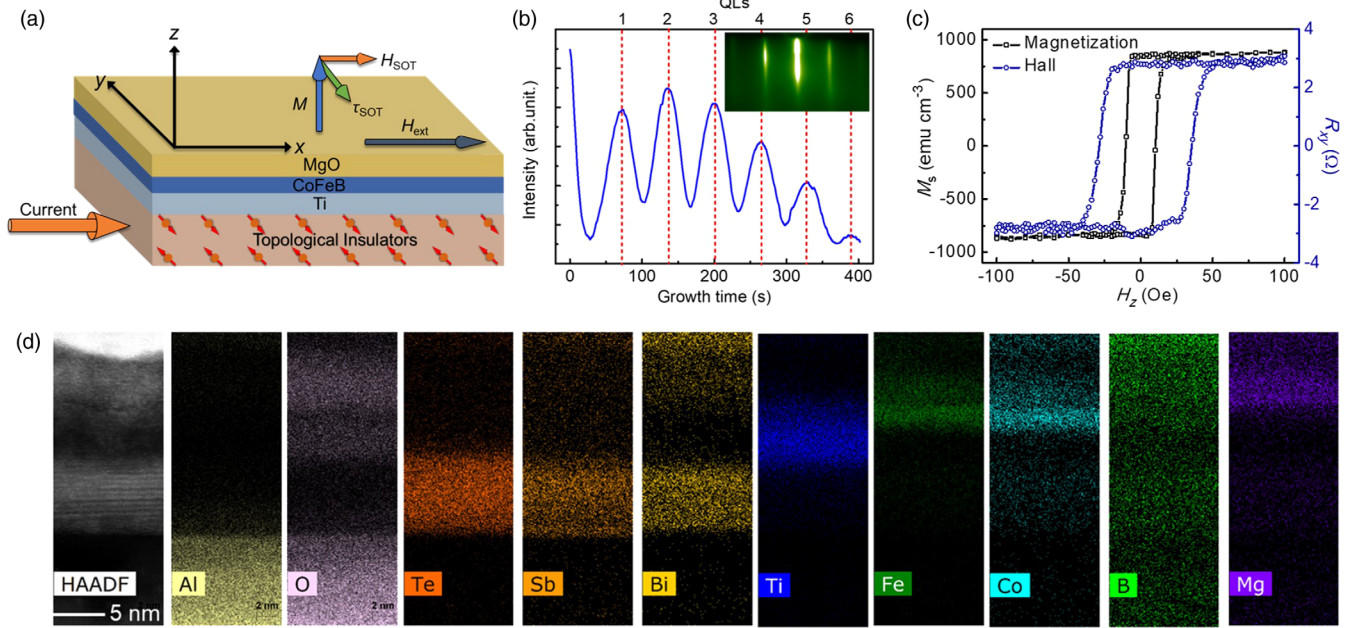 (a)
z
y
x
M
H_SOT
τ_SOT
H_ext
MgO
CoFeB
Ti
Current
Topological Insulators
(b)
QLs
1 2 3 4 5 6
Intensity (arb.unit.)
0 100 200 300 400
Growth time (s)
(c)
Magnetization
Hall
1000
500
0
-500
-1000
M_s (emu cm⁻³)
4
2
0
-2
-4
R_xy (Ω)
-100 -50 0 50 100
H_z (Oe)
(d)
HAADF
5 nm
Al
2 nm
O
2 nm
Te
Sb
Bi
Ti
Fe
Co
B
Mg